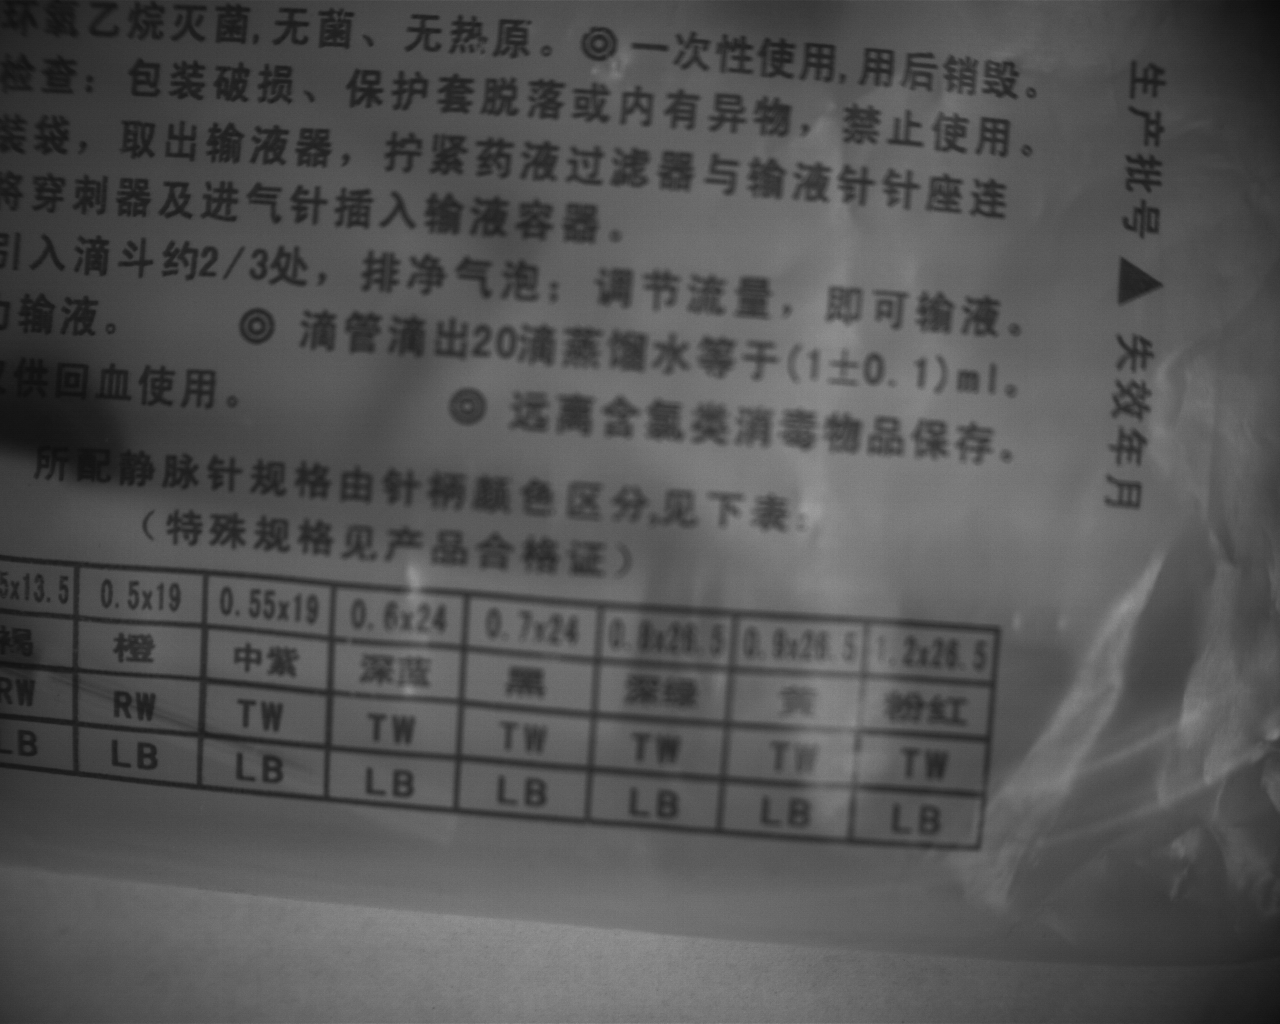 环氧乙烷灭菌,无菌、无热原。◎一次性使用,用后销毁。
检查：包装破损、保护套脱落或内有异物，禁止使用。
装袋，取出输液器，拧紧药液过滤器与输液针针座连
将穿刺器及进气针插入输液容器。
引入滴斗约2/3处，排净气泡；调节流量，即可输液。
输液。 ◎ 滴管滴出20滴蒸馏水等于(1±0.1)ml。
供回血使用。 ◎ 远离含氯类消毒物品保存。
所配静脉针规格由针柄颜色区分,见下表:
（特殊规格见产品合格证）
5x13.5 0.5x19 0.55x19 0.6x24 0.7x24 0.8x26.5 0.9x26.5 1.2x26.5
褐 橙 中紫 深蓝 黑 深绿 黄 粉红
RW RW TW TW TW TW TW TW
LB LB LB LB LB LB LB LB
生产批号▲失效年月